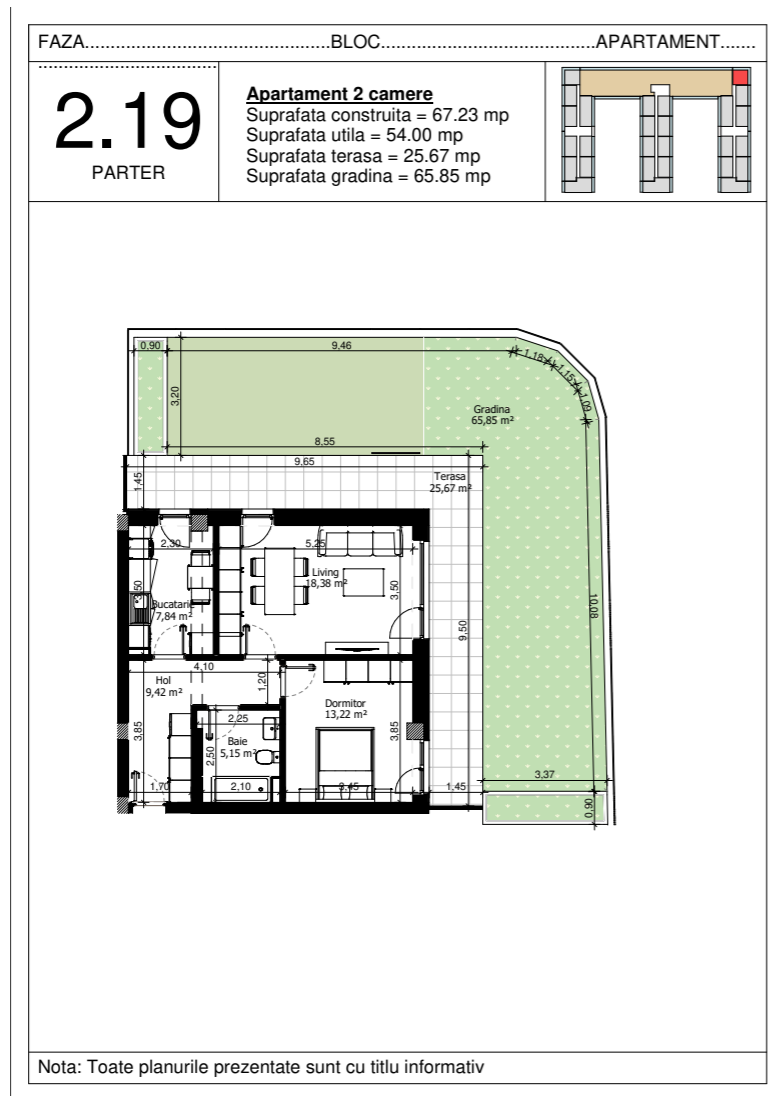 FAZA...............................................BLOC.........................................APARTAMENT.......
..................................
2.19
PARTER
Apartament 2 camere
Suprafata construita = 67.23 mp
Suprafata utila = 54.00 mp
Suprafata terasa = 25.67 mp
Suprafata gradina = 65.85 mp
0,90
9,46
1,18
1,15
1,09
3,20
Gradina
65,85 m²
8,55
9,65
1,45
Terasa
25,67 m²
2,30
5,25
Living
18,38 m²
3,50
3,50
Bucatarie
7,84 m²
10,08
9,50
4,10
Hol
9,42 m²
1,20
Dormitor
13,22 m²
2,25
3,85
Baie
5,15 m²
2,50
3,85
1,70
2,10
3,45
1,45
3,37
0,90
Nota: Toate planurile prezentate sunt cu titlu informativ